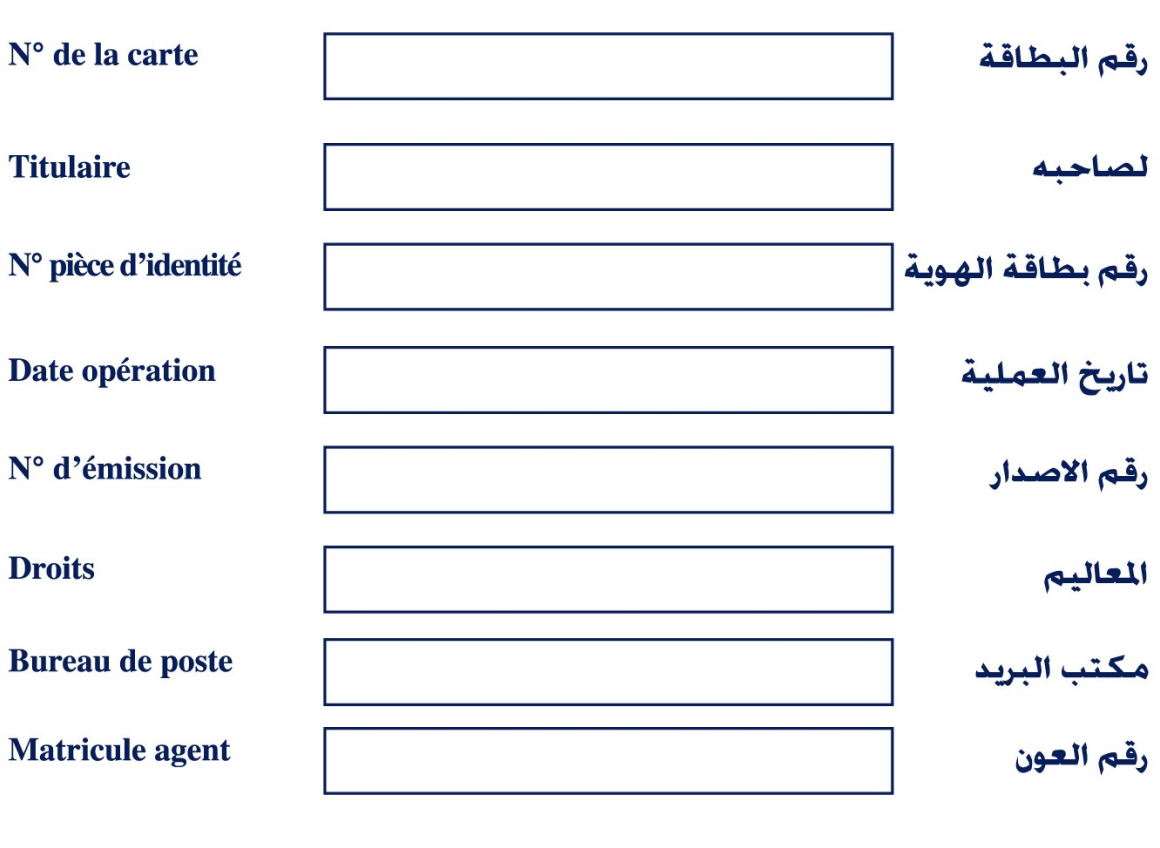 N° de la carte رقم البطاقة
Titulaire لصاحبه
N° pièce d’identité رقم بطاقة الهوية
Date opération تاريخ العملية
N° d’émission رقم الاصدار
Droits المعاليم
Bureau de poste مكتب البريد
Matricule agent رقم العون